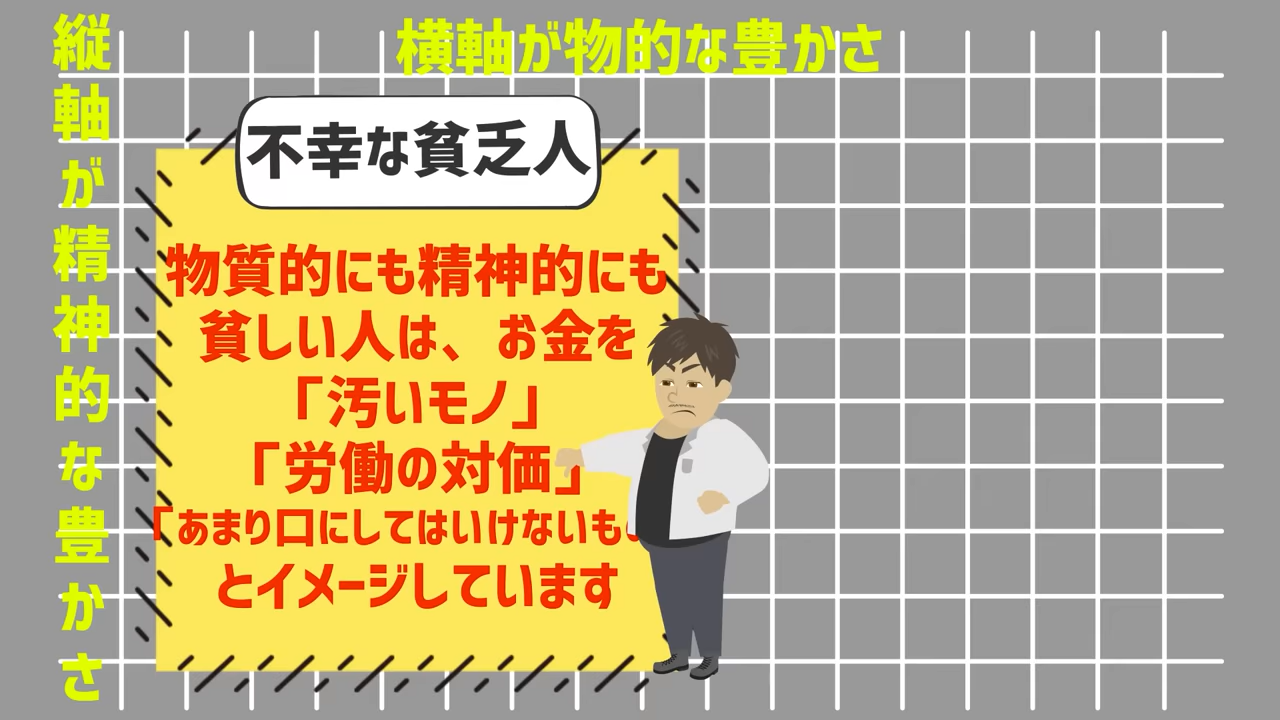 縦軸が精神的な豊かさ
横軸が物的な豊かさ
不幸な貧乏人
物質的にも精神的にも
貧しい人は、お金を
「汚いモノ」
「労働の対価」
「あまり口にしてはいけないも
とイメージしています